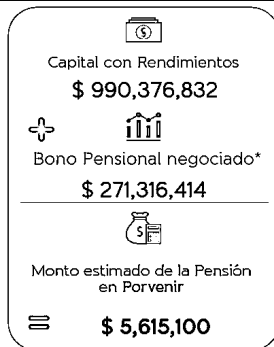 Capital con Rendimientos
$ 990,376,832
Bono Pensional negociado*
$ 271,316,414
Monto estimado de la Pensión
en Porvenir
$ 5,615,100